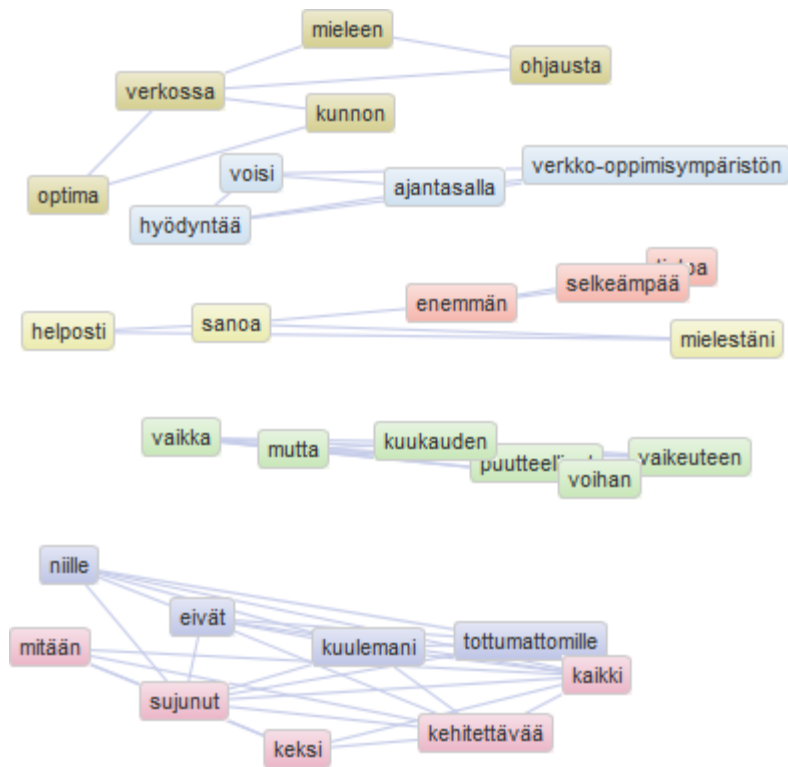 mieleen
ohjausta
verkossa
kunnon
optima
voisi
verkko-oppimisympäristön
ajantasalla
hyödyntää
selkeämpää
enemmän
helposti
sanoa
mielestäni
vaikka
mutta
kuukauden
vaikeuteen
voihan
niille
eivät
mitään
kuulemani
tottumattomille
kaikki
sujunut
keksi
kehitettävää